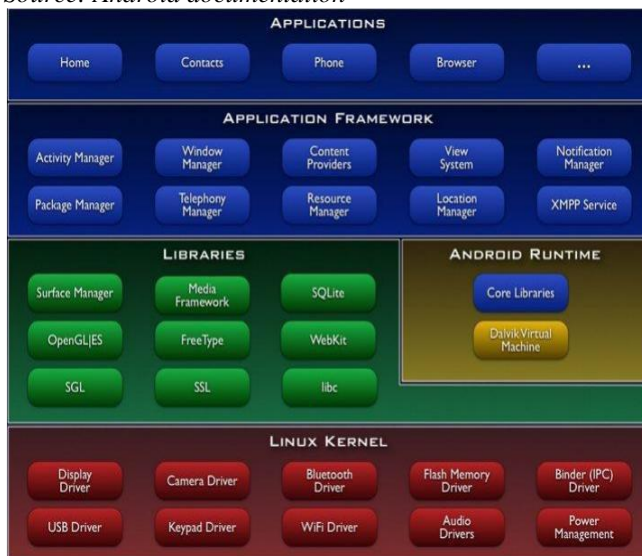 Source: Android documentation
APPLICATIONS
Home
Contacts
Phone
Browser
...
APPLICATION FRAMEWORK
Activity Manager
Window
Manager
Content
Providers
View
System
Notification
Manager
Package Manager
Telephony
Manager
Resource
Manager
Location
Manager
XMPP Service
LIBRARIES
Surface Manager
Media
Framework
SQLite
OpenGL|ES
FreeType
WebKit
SGL
SSL
libc
ANDROID RUNTIME
Core Libraries
Dalvik Virtual
Machine
LINUX KERNEL
Display
Driver
Camera Driver
Bluetooth
Driver
Flash Memory
Driver
Binder (IPC)
Driver
USB Driver
Keypad Driver
WiFi Driver
Audio
Drivers
Power
Management